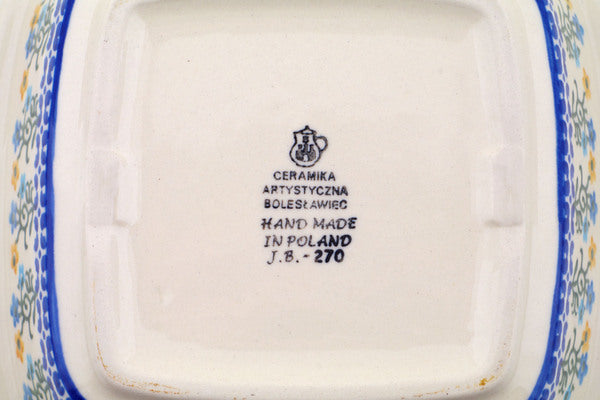 CERAMIKA
ARTYSTYCZNA
BOLESŁAWIEC
HAND MADE
IN POLAND
J.B.-270